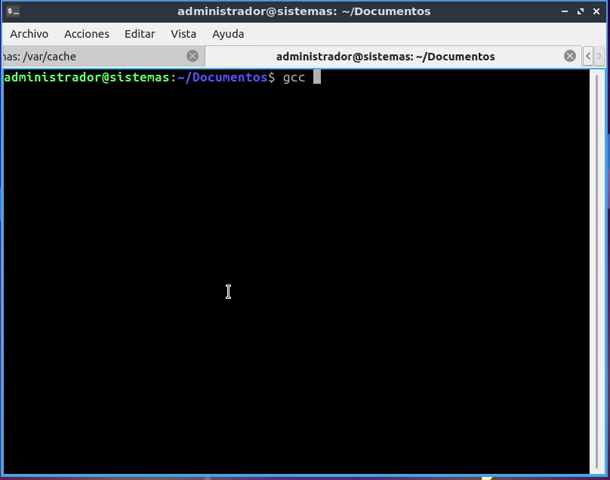 administrador@sistemas: ~/Documentos
Archivo Acciones Editar Vista Ayuda
nas: /var/cache
administrador@sistemas: ~/Documentos
administrador@sistemas:~/Documentos$ gcc